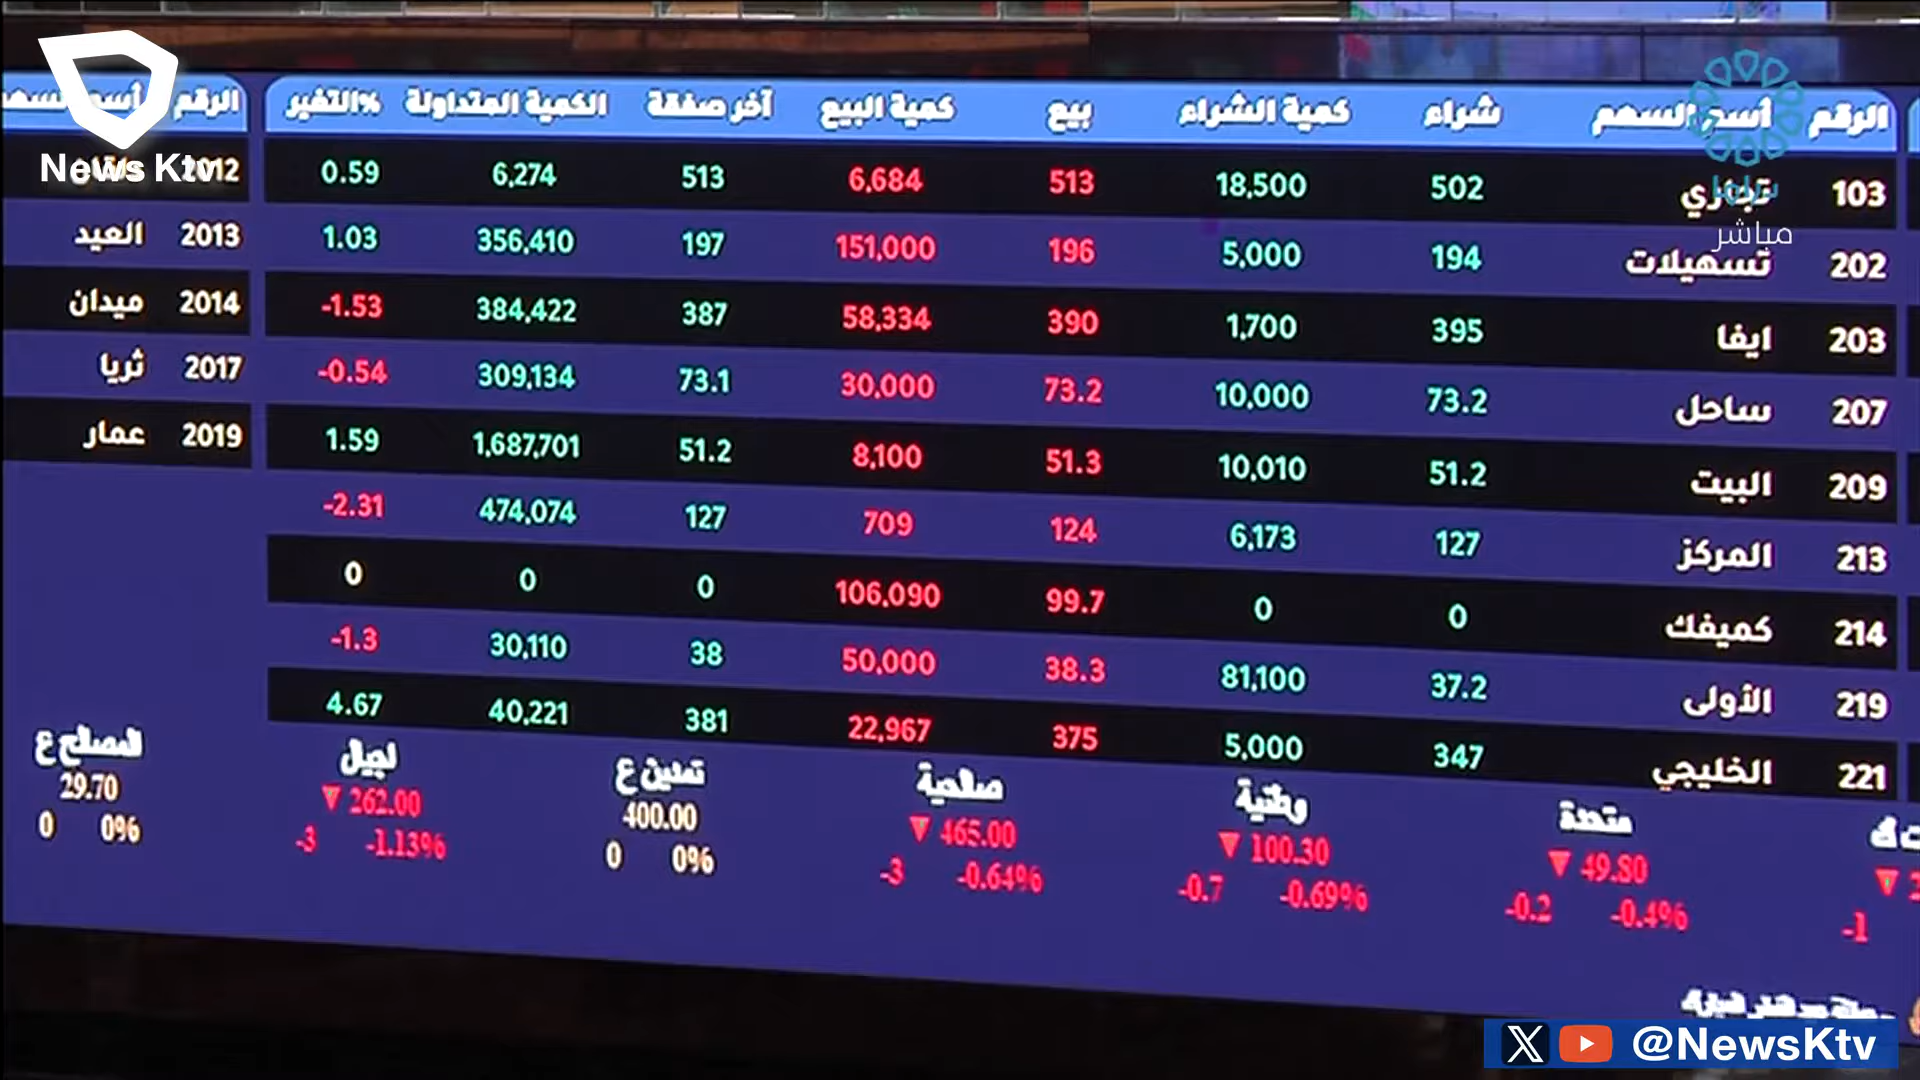 News Ktv
مباشر
الرقم أسم السهم شراء كمية الشراء بيع كمية البيع آخر صفقة الكمية المتداولة التغير%
103 تجاري 502 18,500 513 6,684 513 6,274 0.59
202 تسهيلات 194 5,000 196 151,000 197 356,410 1.03
203 ايفا 395 1,700 390 58,334 387 384,422 -1.53
207 ساحل 73.2 10,000 73.2 30,000 73.1 309,134 -0.54
209 البيت 51.2 10,010 51.3 8,100 51.2 1,687,701 1.59
213 المركز 127 6,173 124 709 127 474,074 -2.31
214 كميفك 0 0 99.7 106,090 0 0 0
219 الأولى 37.2 81,100 38.3 50,000 38 30,110 -1.3
221 الخليجي 347 5,000 375 22,967 381 40,221 4.67
الرقم
2012
2013 العيد
2014 ميدان
2017 ثريا
2019 عمار
-1
متحدة
▼ 49.80
-0.2 -0.4%
وطنية
▼ 100.30
-0.7 -0.69%
صالحية
▼ 465.00
-3 -0.64%
تمدين ع
400.00
0 0%
لجيل
▼ 262.00
-3 -1.13%
المصالح ع
29.70
0 0%
@NewsKtv